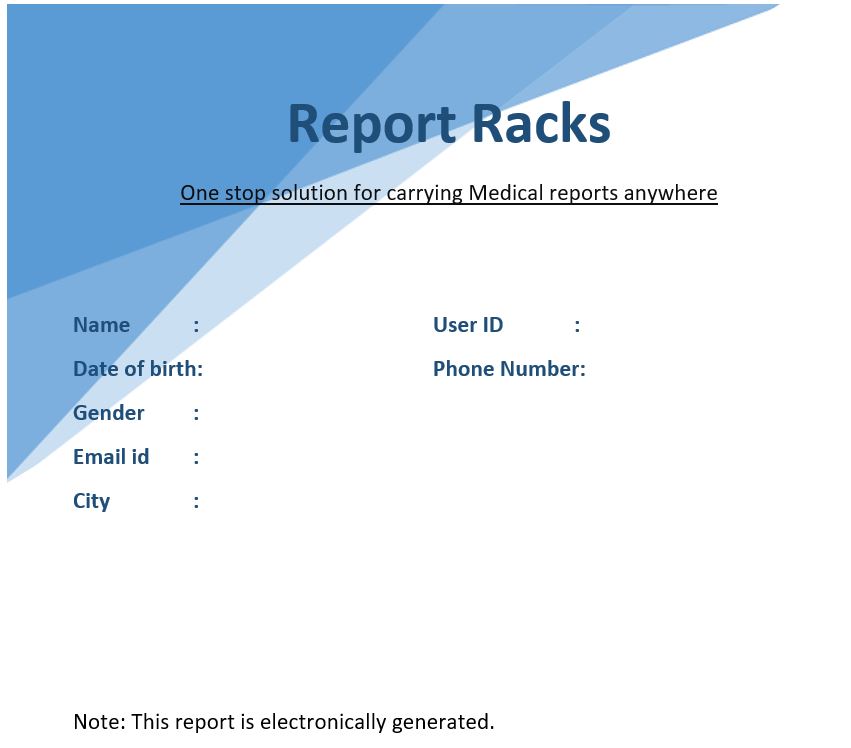 Report Racks
One stop solution for carrying Medical reports anywhere
Name : User ID :
Date of birth: Phone Number:
Gender :
Email id :
City :
Note: This report is electronically generated.